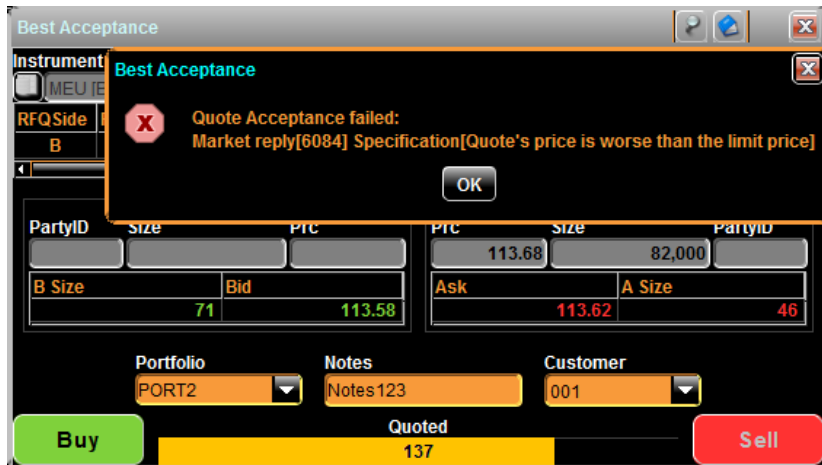 Best Acceptance
Instrument
Best Acceptance
MEU [E
Quote Acceptance failed:
RFQSide
X
Market reply[6084] Specification[Quote's price is worse than the limit price]
B
OK
PartyID Size Prc Prc Size PartyID
113.68 82,000
B Size Bid Ask A Size
71 113.58 113.62 46
Portfolio Notes Customer
PORT2 Notes123 001
Buy Quoted Sell
137